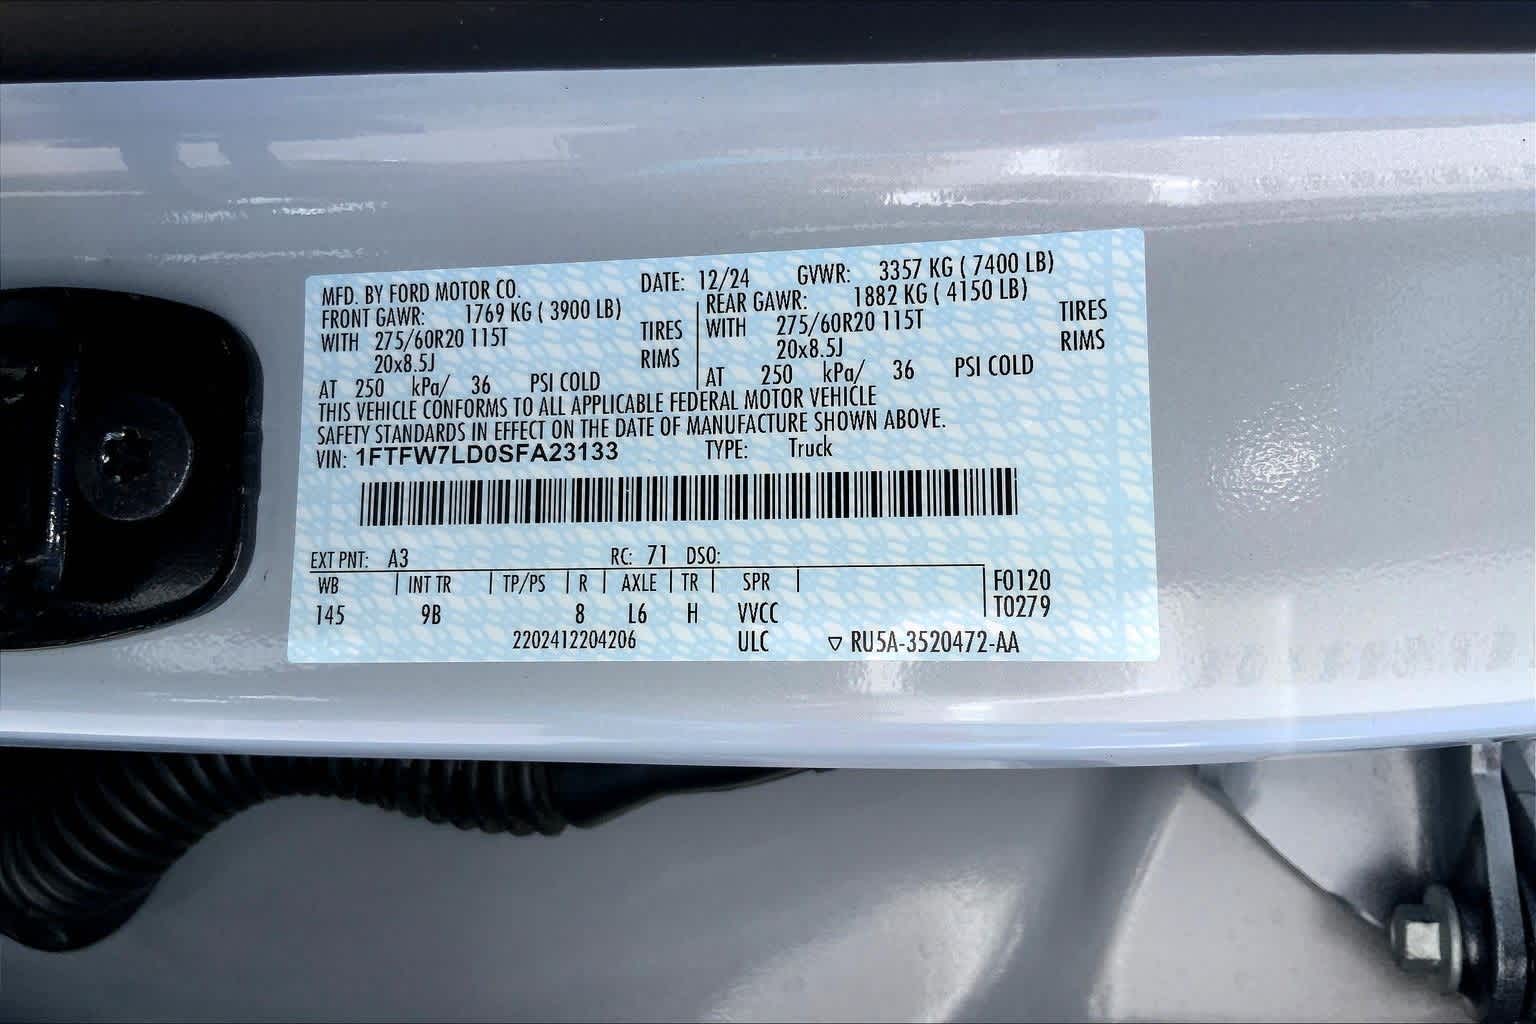 MFD. BY FORD MOTOR CO. DATE: 12/24 GVWR: 3357 KG ( 7400 LB)
FRONT GAWR: 1769 KG ( 3900 LB) REAR GAWR: 1882 KG ( 4150 LB)
WITH 275/60R20 115T TIRES WITH 275/60R20 115T TIRES
20x8.5J RIMS 20x8.5J RIMS
AT 250 kPa/ 36 PSI COLD AT 250 kPa/ 36 PSI COLD
THIS VEHICLE CONFORMS TO ALL APPLICABLE FEDERAL MOTOR VEHICLE
SAFETY STANDARDS IN EFFECT ON THE DATE OF MANUFACTURE SHOWN ABOVE.
VIN: 1FTFW7LD0SFA23133 TYPE: Truck
EXT PNT: A3 RC: 71 DSO:
WB INT TR TP/PS R AXLE TR SPR F0120
145 9B 8 L6 H VVCC T0279
2202412204206 ULC ▽ RU5A-3520472-AA